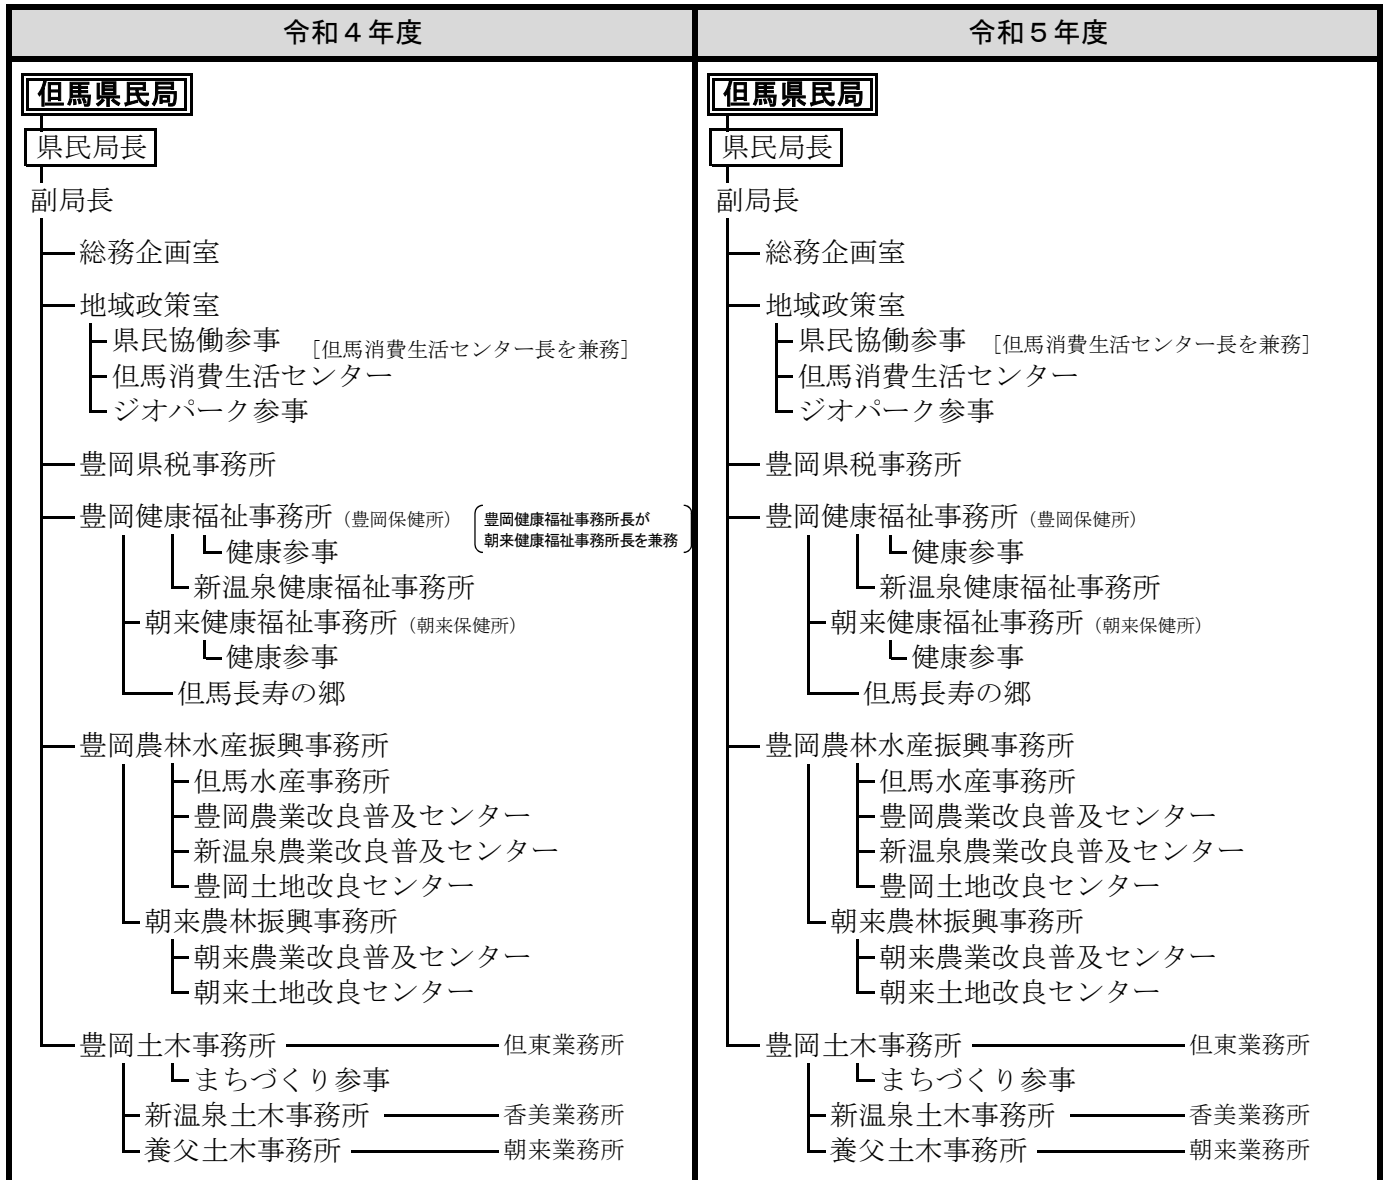 令和４年度
但馬県民局
県民局長
副局長
総務企画室
地域政策室
県民協働参事 ［但馬消費生活センター長を兼務］
但馬消費生活センター
ジオパーク参事
豊岡県税事務所
豊岡健康福祉事務所（豊岡保健所） 豊岡健康福祉事務所長が
朝来健康福祉事務所長を兼務
健康参事
新温泉健康福祉事務所
朝来健康福祉事務所（朝来保健所）
健康参事
但馬長寿の郷
豊岡農林水産振興事務所
但馬水産事務所
豊岡農業改良普及センター
新温泉農業改良普及センター
豊岡土地改良センター
朝来農林振興事務所
朝来農業改良普及センター
朝来土地改良センター
豊岡土木事務所 但東業務所
まちづくり参事
新温泉土木事務所 香美業務所
養父土木事務所 朝来業務所
令和５年度
但馬県民局
県民局長
副局長
総務企画室
地域政策室
県民協働参事 ［但馬消費生活センター長を兼務］
但馬消費生活センター
ジオパーク参事
豊岡県税事務所
豊岡健康福祉事務所（豊岡保健所）
健康参事
新温泉健康福祉事務所
朝来健康福祉事務所（朝来保健所）
健康参事
但馬長寿の郷
豊岡農林水産振興事務所
但馬水産事務所
豊岡農業改良普及センター
新温泉農業改良普及センター
豊岡土地改良センター
朝来農林振興事務所
朝来農業改良普及センター
朝来土地改良センター
豊岡土木事務所 但東業務所
まちづくり参事
新温泉土木事務所 香美業務所
養父土木事務所 朝来業務所